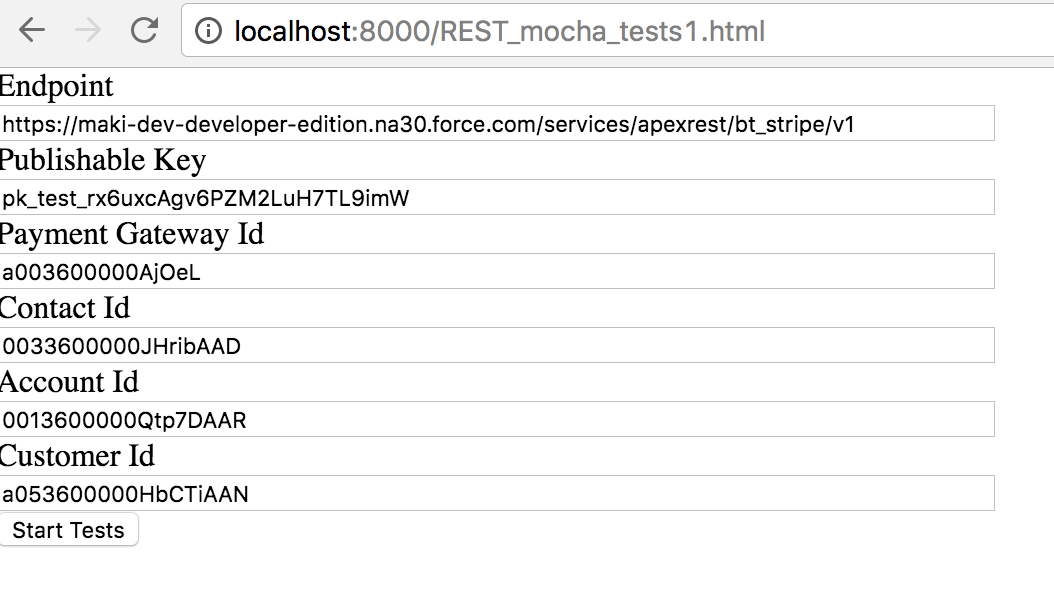 localhost:8000/REST_mocha_tests1.html
Endpoint
https://maki-dev-developer-edition.na30.force.com/services/apexrest/bt_stripe/v1
Publishable Key
pk_test_rx6uxcAgv6PZM2LuH7TL9imW
Payment Gateway Id
a003600000AjOeL
Contact Id
0033600000JHribAAD
Account Id
0013600000Qtp7DAAR
Customer Id
a053600000HbCTiAAN
Start Tests